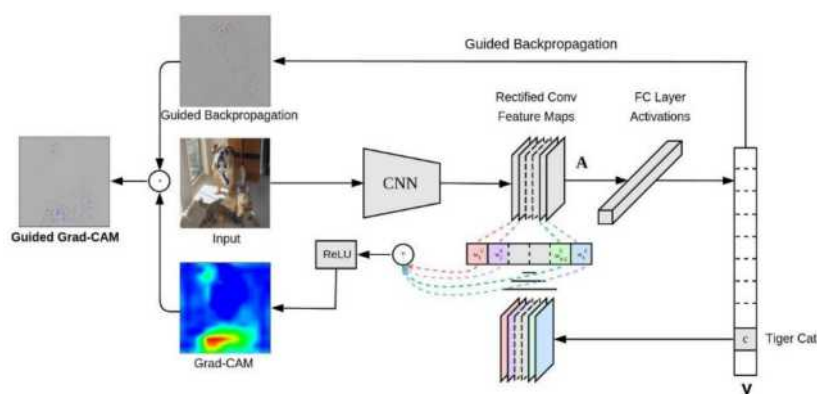 Guided Backpropagation
Guided Backpropagation
Rectified Conv
Feature Maps
FC Layer
Activations
A
CNN
Guided Grad-CAM
Input
ReLU
Grad-CAM
c
Tiger Cat